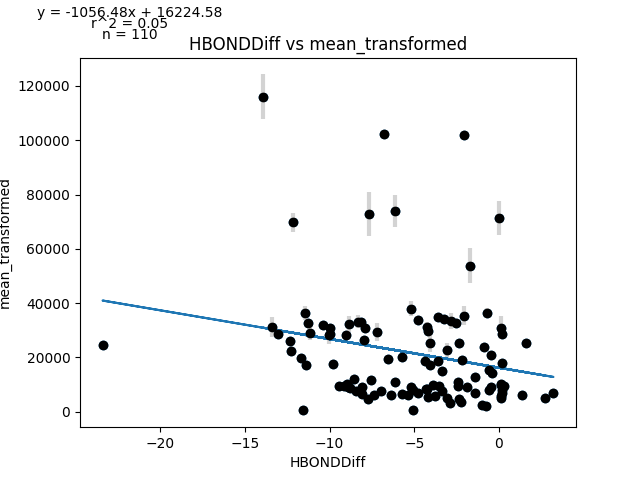 y = -1056.48x + 16224.58
r^2 = 0.05
n = 110
HBONDDiff vs mean_transformed
120000
100000
80000
60000
40000
20000
0
mean_transformed
−20
−15
−10
−5
0
HBONDDiff